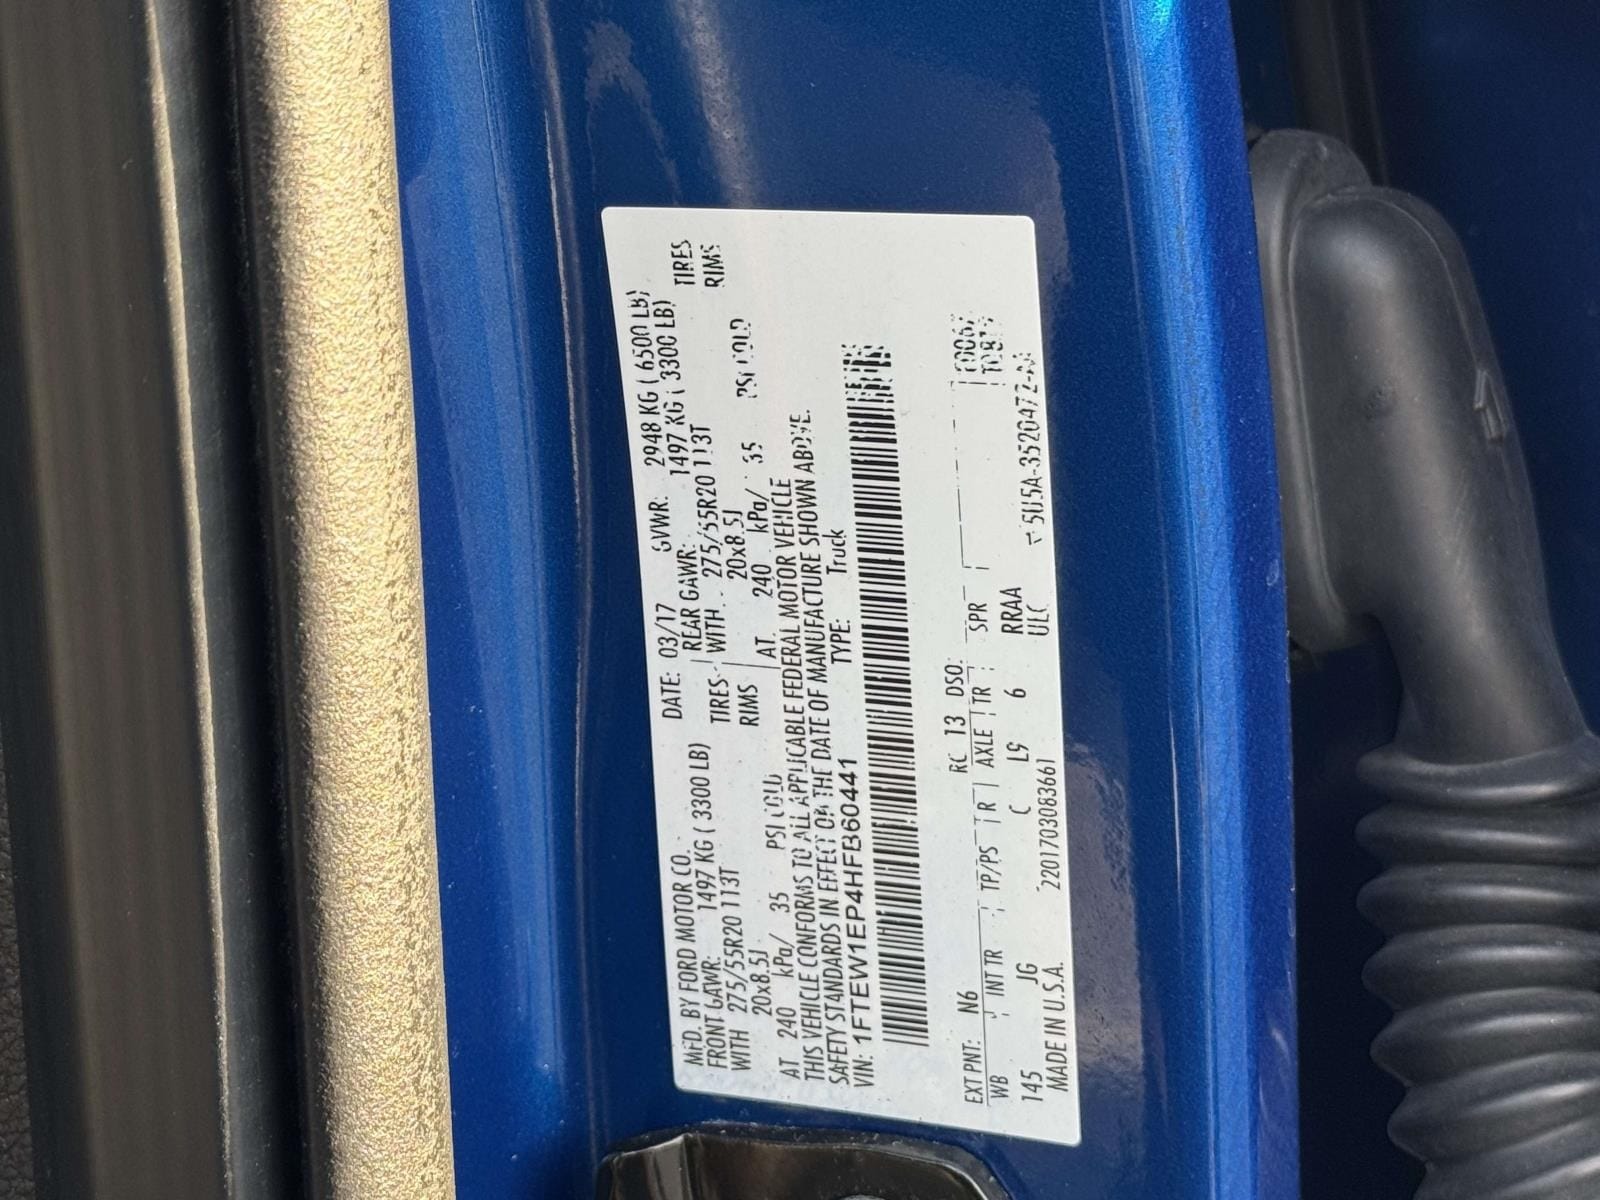 MFD. BY FORD MOTOR CO. DATE: 03/17 GVWR: 2948 KG ( 6500 LB)
FRONT GAWR: 1497 KG ( 3300 LB) REAR GAWR: 1497 KG ( 3300 LB)
WITH 275/55R20 113T TIRES WITH 275/55R20 113T TIRES
20x8.5J RIMS 20x8.5J RIMS
AT 240 kPa/ 35 PSI COLD AT 240 kPa/ 35 PSI COLD
THIS VEHICLE CONFORMS TO ALL APPLICABLE FEDERAL MOTOR VEHICLE
SAFETY STANDARDS IN EFFECT ON THE DATE OF MANUFACTURE SHOWN ABOVE.
VIN: 1FTEW1EP4HFB60441 TYPE: Truck
EXT PNT: N6 RC 13 DSO:
WB INT TR TP/PS R AXLE TR SPR
145 JG C L9 6 RRAA
MADE IN U.S.A. 2201703083661 ULC